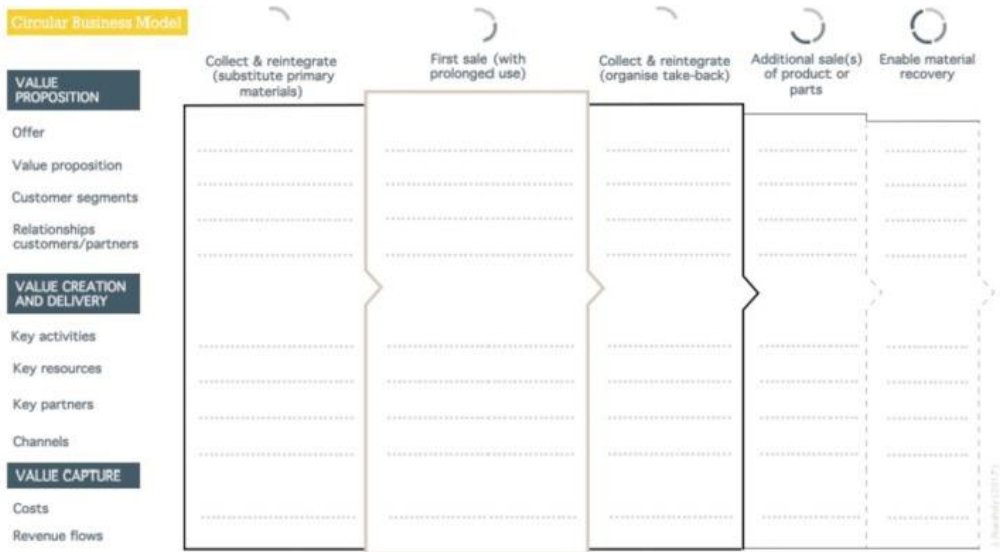 Circular Business Model
Collect & reintegrate
(substitute primary
materials)
First sale (with
prolonged use)
Collect & reintegrate
(organise take-back)
Additional sale(s)
of product or
parts
Enable material
recovery
VALUE
PROPOSITION
Offer
Value proposition
Customer segments
Relationships
customers/partners
VALUE CREATION
AND DELIVERY
Key activities
Key resources
Key partners
Channels
VALUE CAPTURE
Costs
Revenue flows
(2017)